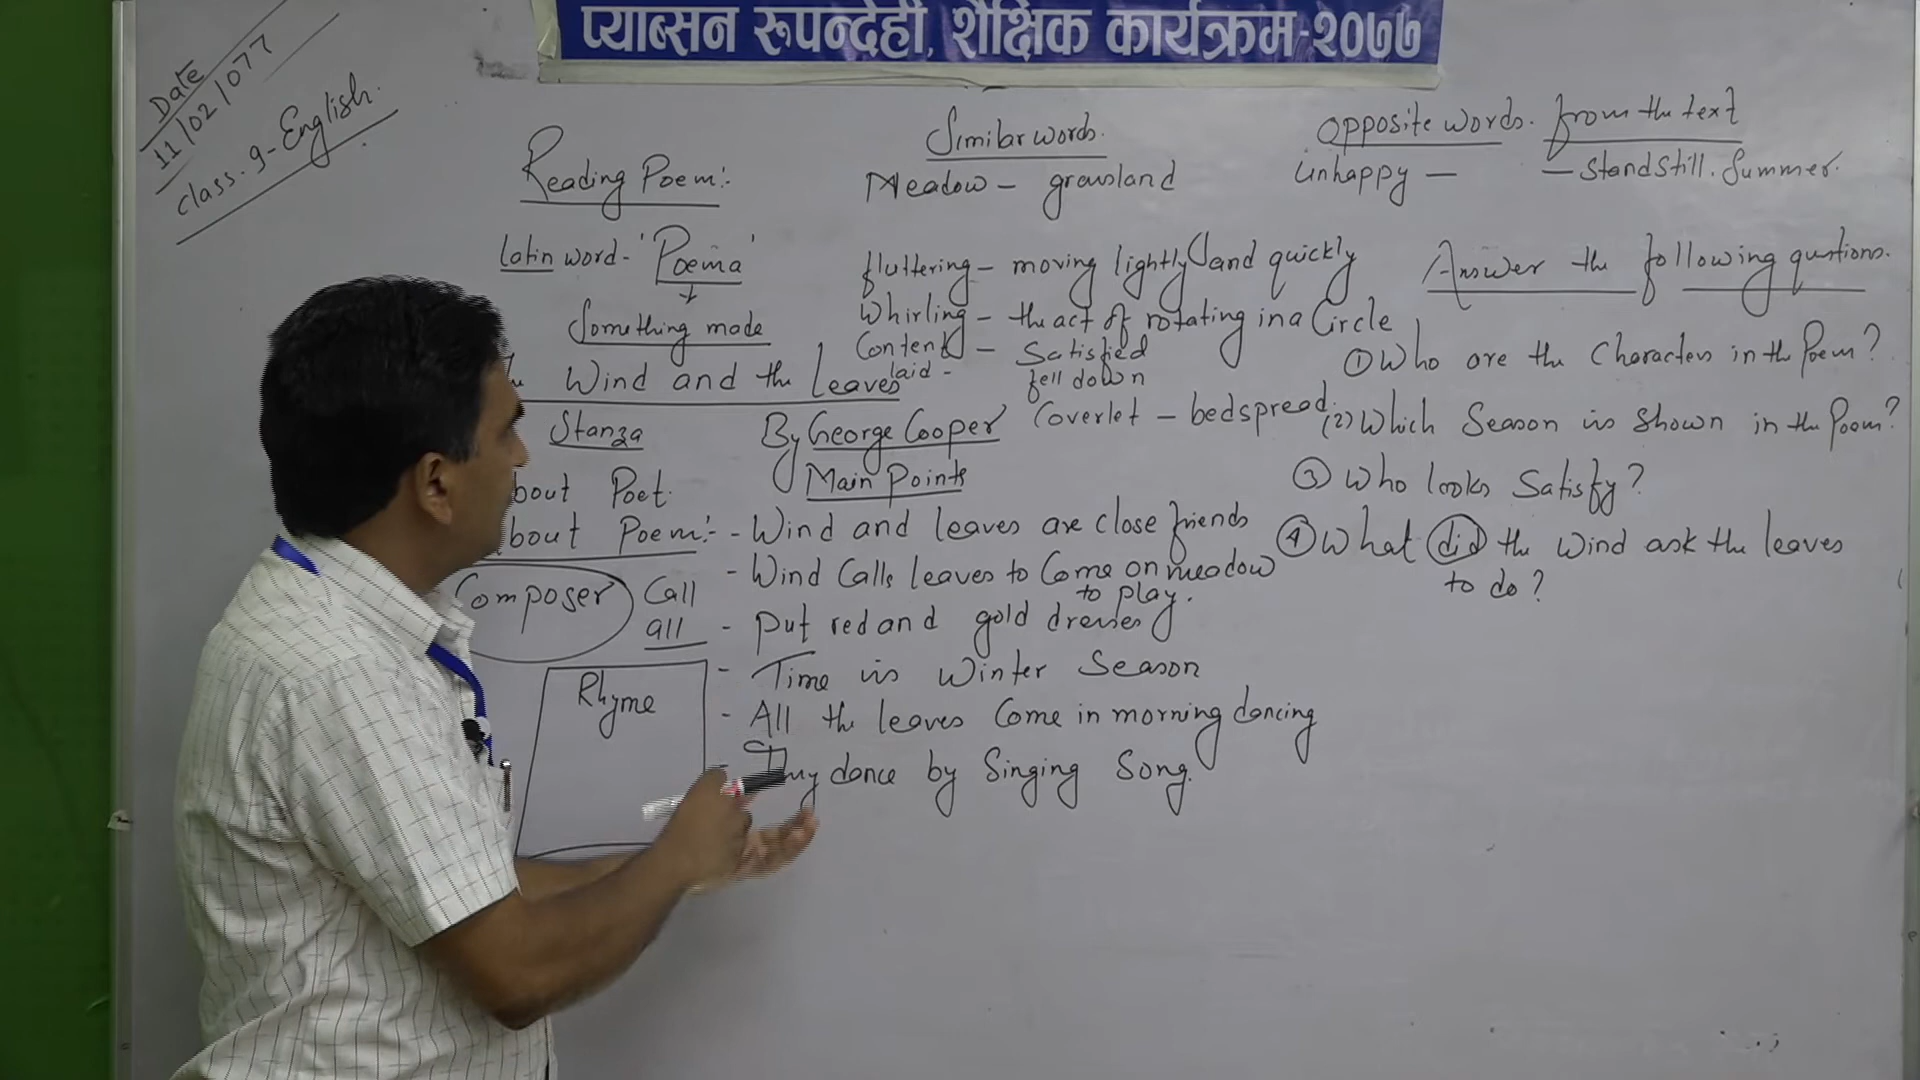 प्याब्सन रुपन्देही, शैक्षिक कार्यक्रम-२०७७
Date
11/02/077
class-9-English.
Reading Poem:-
Latin word- 'Poema'
Something made
Wind and the Leaves
Stanza
By George Cooper
bout Poet.
bout Poem:-
Composer
Call
all
Rhyme
Main Points
- Wind and leaves are close friends
- Wind Calls leaves to Come on meadow
to play.
- Put red and gold dresses
- Time is Winter Season
- All the leaves Come in morning dancing
- They dance by Singing Song.
Similar words.
Meadow - grassland
fluttering - moving lightly and quickly
Whirling - the act of rotating in a Circle
Content - Satisfied
laid - fell down
Coverlet - bedspread
Opposite words. from the text
Unhappy - - Standstill. Summer.
Answer the following qustions.
① Who are the Characters in the Poem?
(2) Which Season is Shown in the Poem?
③ Who looks Satisfy?
④ What did the Wind ask the leaves
to do?